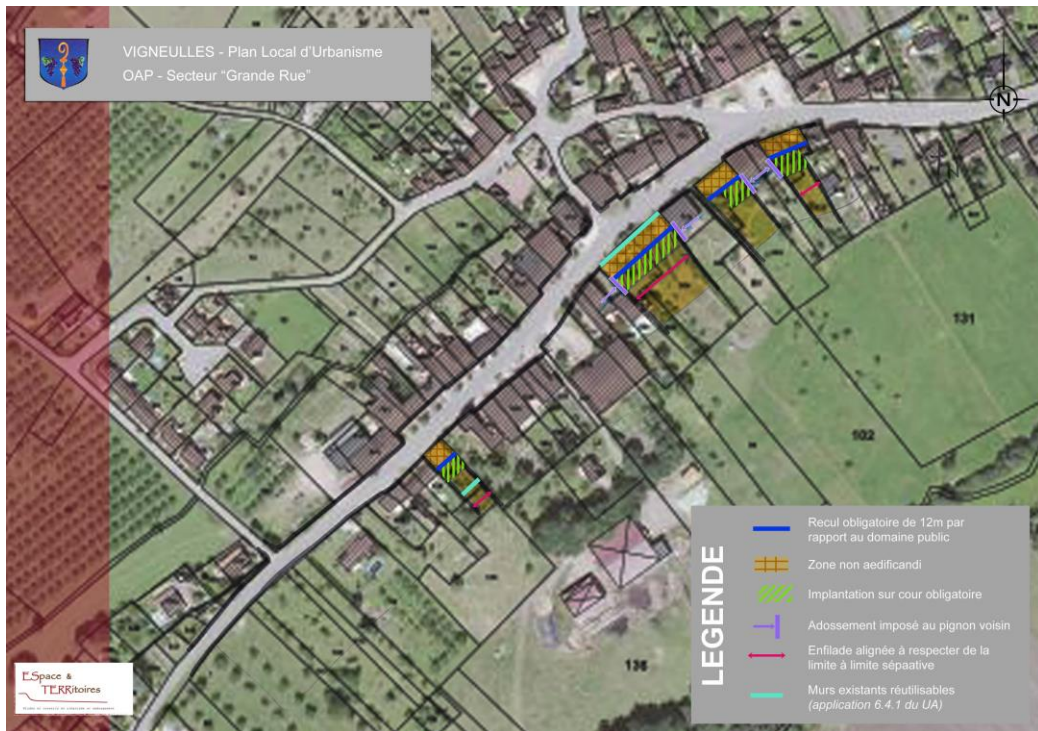 VIGNEULLES - Plan Local d'Urbanisme
OAP - Secteur "Grande Rue"
N
131
102
136
LEGENDE
Recul obligatoire de 12m par
rapport au domaine public
Zone non aedificandi
Implantation sur cour obligatoire
Adossement imposé au pignon voisin
Enfilade alignée à respecter de la
limite à limite sépaative
Murs existants réutilisables
(application 6.4.1 du UA)
ESpace &
TERRitoires